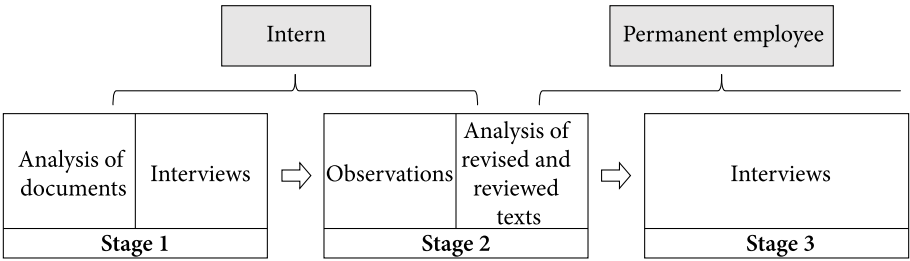 Intern
Permanent employee
Analysis of
documents
Interviews
Observations
Analysis of
revised and
reviewed
texts
Interviews
Stage 1
Stage 2
Stage 3